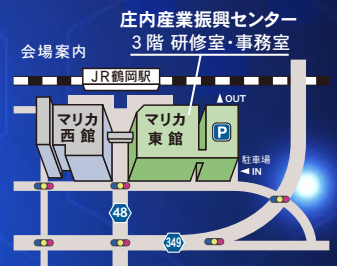 庄内産業振興センター
3階 研修室・事務室
会場案内
JR鶴岡駅
▲OUT
マリカ
西館
マリカ
東館
P
駐車場
◀IN
48
349